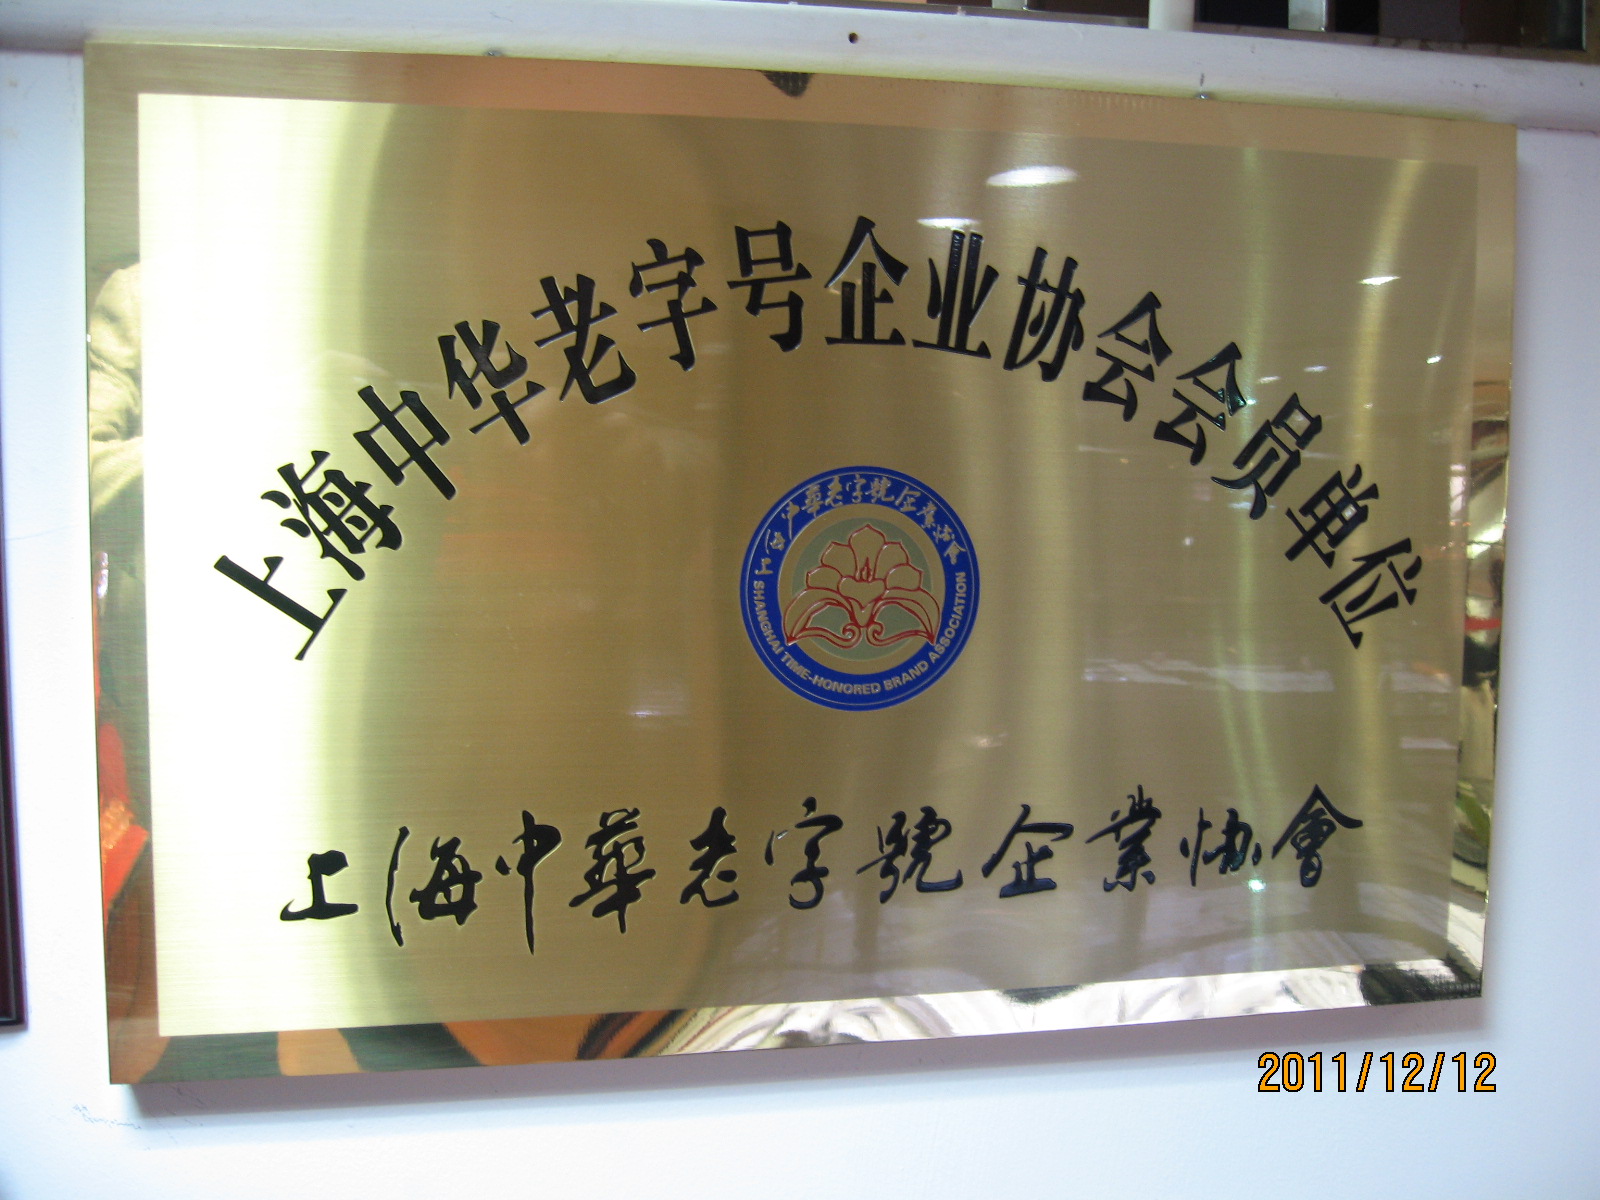 上海中华老字号企业协会会员单位
上海中華老字號企業协會
SHANGHAI TIME-HONORED BRAND ASSOCIATION
上海中華老字號企業协會
2011/12/12